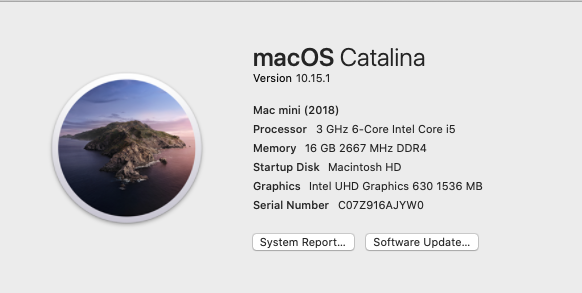 macOS Catalina
Version 10.15.1
Mac mini (2018)
Processor 3 GHz 6-Core Intel Core i5
Memory 16 GB 2667 MHz DDR4
Startup Disk Macintosh HD
Graphics Intel UHD Graphics 630 1536 MB
Serial Number C07Z916AJYW0
System Report... Software Update...